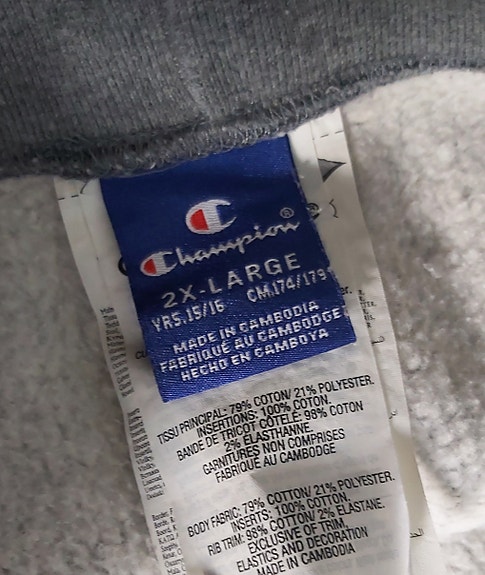 Champion®
2X-LARGE
YRS.15/16 CM.174/179
MADE IN CAMBODIA
FABRIQUÉ AU CAMBODGE
HECHO EN CAMBOYA
TISSU PRINCIPAL: 79% COTON/ 21% POLYESTER.
INSERTIONS: 100% COTON.
BANDE DE TRICOT CÔTELÉ: 98% COTON
2% ELASTHANNE
GARNITURES NON COMPRISES
FABRIQUÉ AU CAMBODGE
BODY FABRIC: 79% COTTON/ 21% POLYESTER.
INSERTS: 100% COTTON.
RIB TRIM: 98% COTTON/ 2% ELASTANE.
EXCLUSIVE OF TRIM,
ELASTICS AND DECORATION
MADE IN CAMBODIA